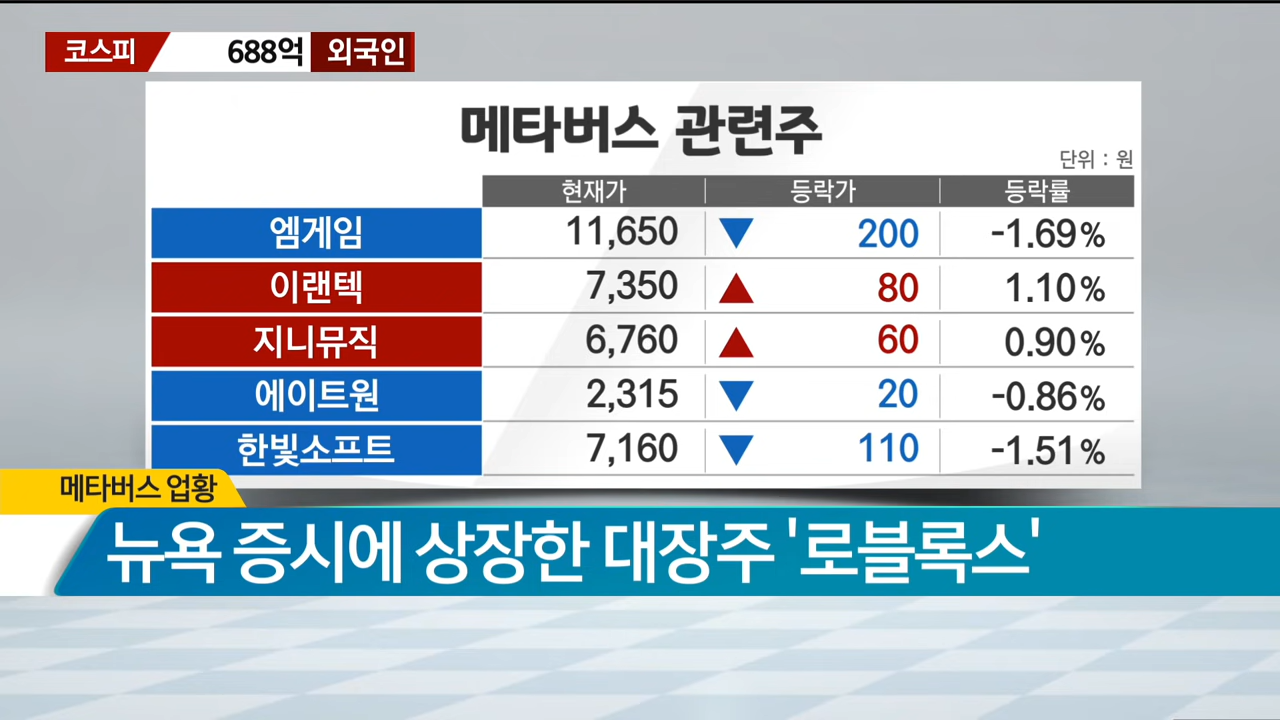 코스피 688억 외국인
메타버스 관련주
단위 : 원
현재가 등락가 등락률
엠게임 11,650 ▼ 200 -1.69%
이랜텍 7,350 ▲ 80 1.10%
지니뮤직 6,760 ▲ 60 0.90%
에이트원 2,315 ▼ 20 -0.86%
한빛소프트 7,160 ▼ 110 -1.51%
메타버스 업황
뉴욕 증시에 상장한 대장주 '로블록스'